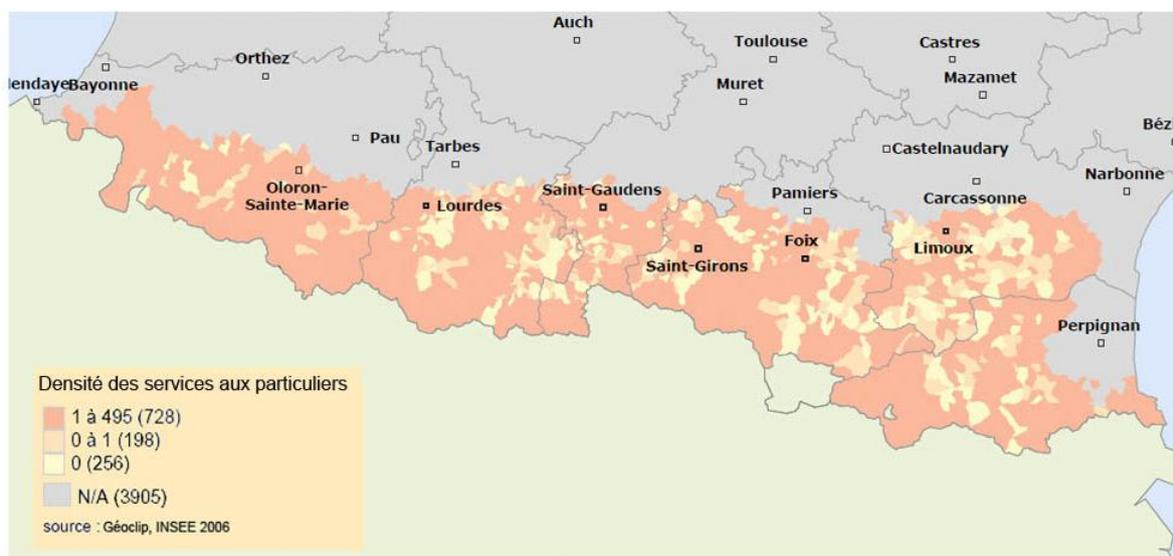 Auch
Toulouse
Castres
Orthez
Mazamet
Hendaye
Bayonne
Muret
Pau
Tarbes
Castelnaudary
Bézi
Narbonne
Oloron-
Sainte-Marie
Lourdes
Saint-Gaudens
Pamiers
Carcassonne
Saint-Girons
Foix
Limoux
Perpignan
Densité des services aux particuliers
1 à 495 (728)
0 à 1 (198)
0 (256)
N/A (3905)
source : Géoclip, INSEE 2006